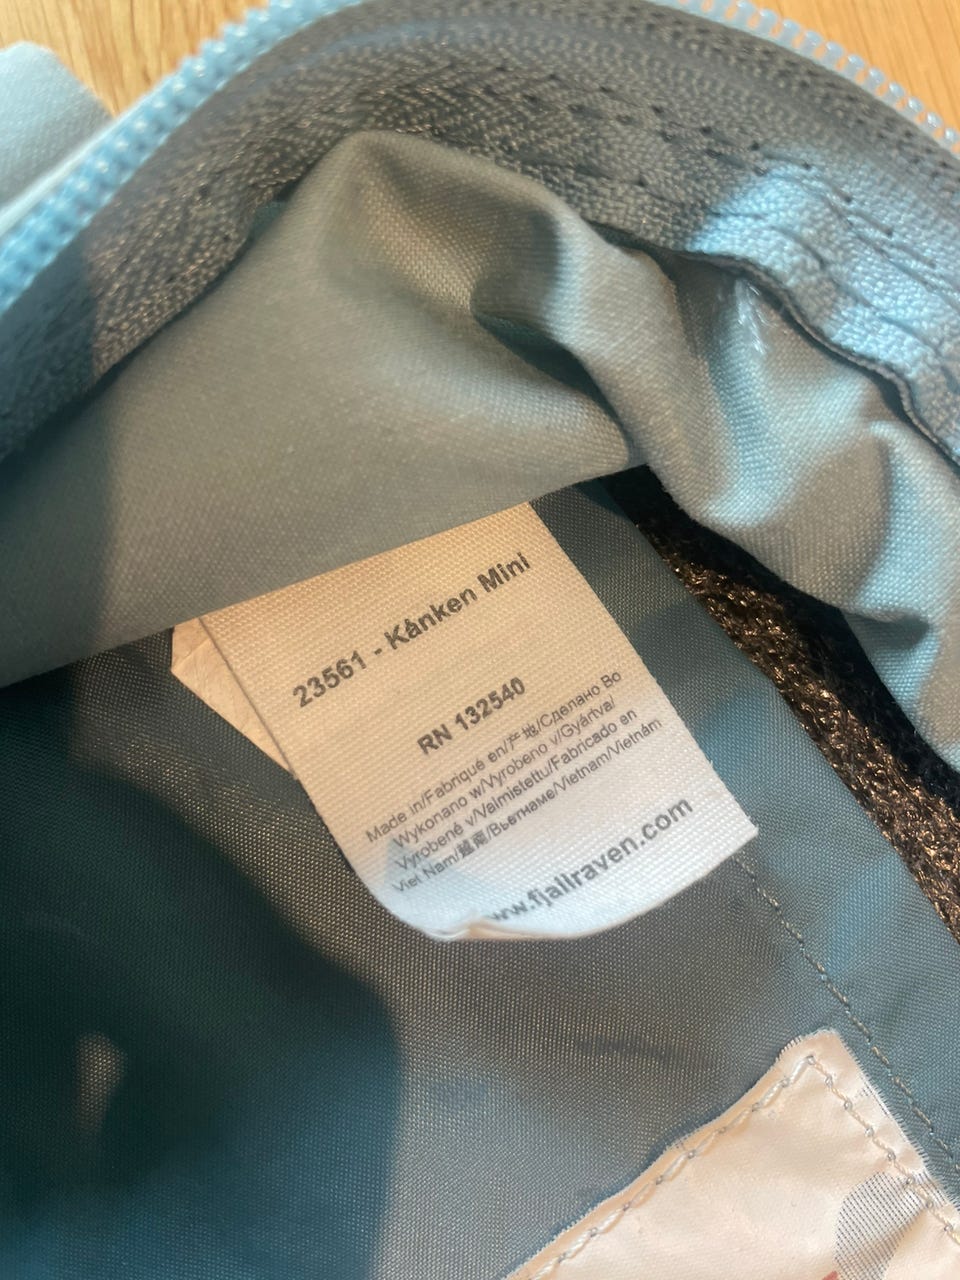 23561 - Kånken Mini
RN 132540
Made in/Fabriqué en/产地/Сделано Во
Wykonano w/Vyrobeno v/Gyártva/
Vyrobené v/Valmistettu/Fabricado en
Viet Nam/越南/Вьетнаме/Vietnam/Vietnám
www.fjallraven.com